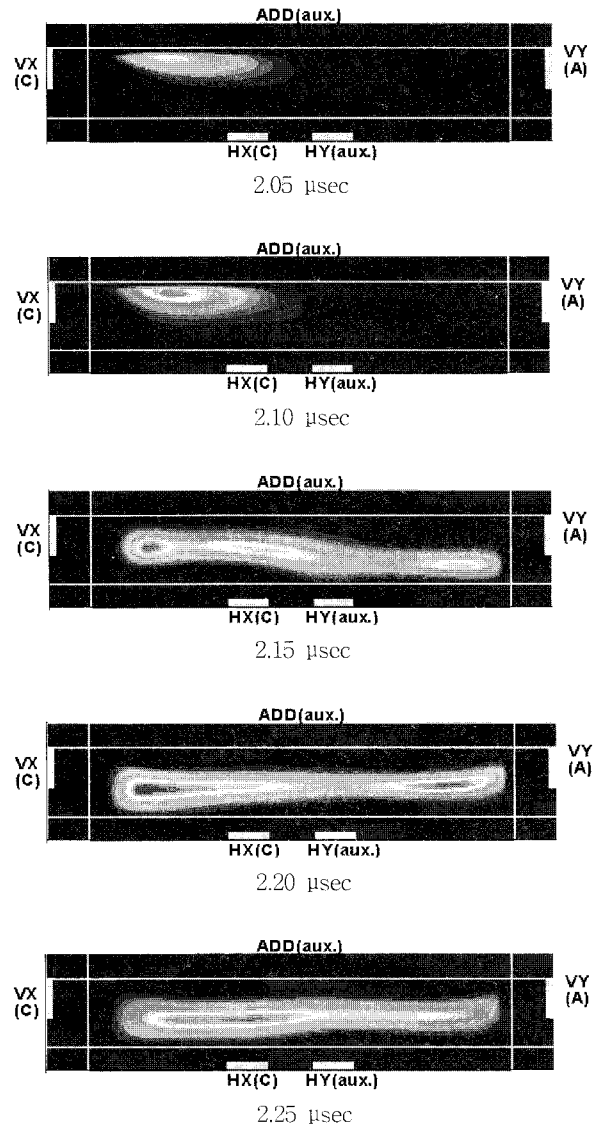 ADD(aux.)
VX
(C)
VY
(A)
HX(C) HY(aux.)
2.05 μsec
ADD(aux.)
VX
(C)
VY
(A)
HX(C) HY(aux.)
2.10 μsec
ADD(aux.)
VX
(C)
VY
(A)
HX(C) HY(aux.)
2.15 μsec
ADD(aux.)
VX
(C)
VY
(A)
HX(C) HY(aux.)
2.20 μsec
ADD(aux.)
VX
(C)
VY
(A)
HX(C) HY(aux.)
2.25 μsec